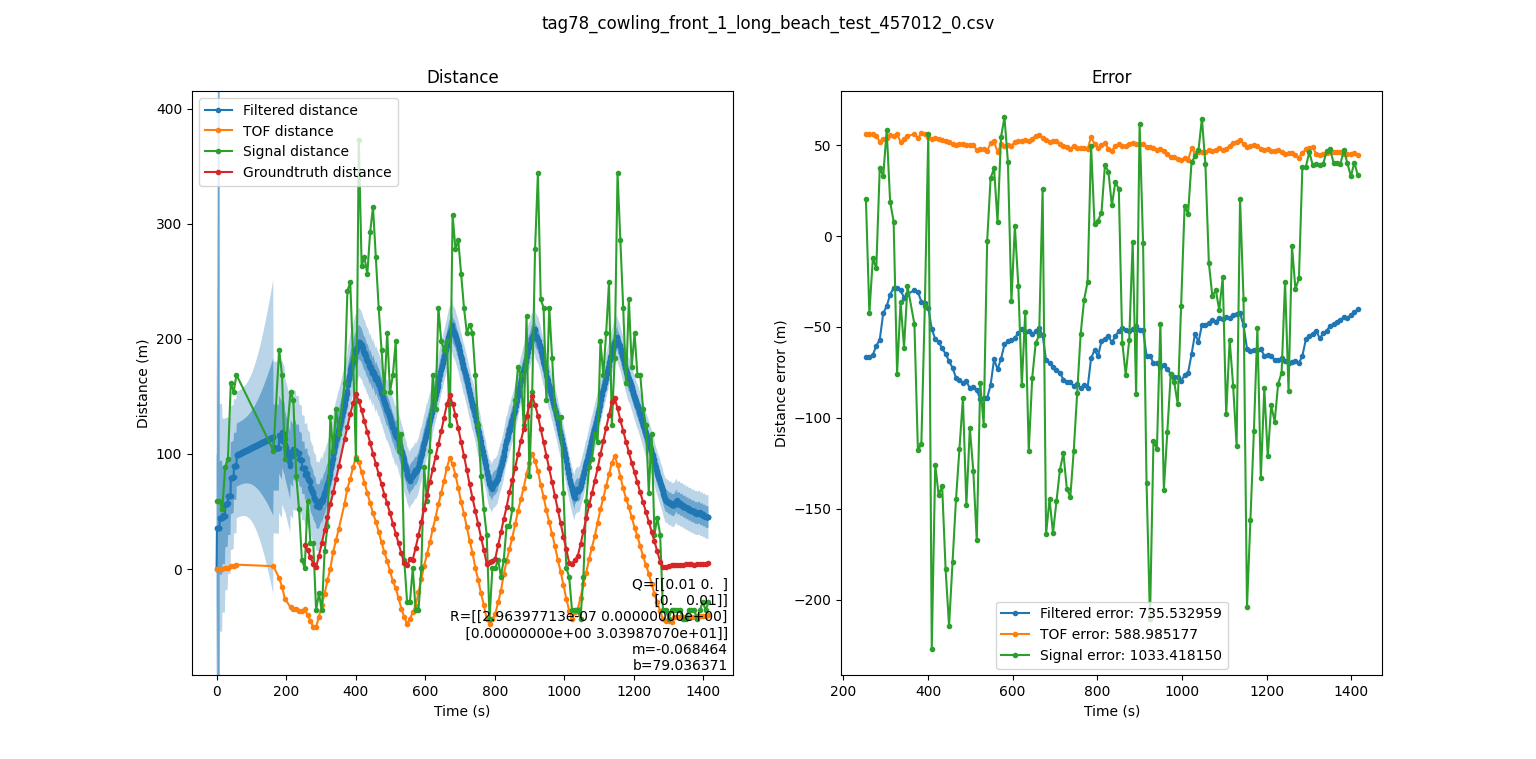 tag78_cowling_front_1_long_beach_test_457012_0.csv
Distance
Filtered distance
TOF distance
Signal distance
Groundtruth distance
400
300
200
100
0
Distance (m)
0 200 400 600 800 1000 1200 1400
Time (s)
Q=[[0.01 0. ]
[0. 0.01]]
R=[[2.96397713e-07 0.00000000e+00]
[0.00000000e+00 3.03987070e+01]]
m=-0.068464
b=79.036371
Error
50
0
−50
−100
−150
−200
Distance error (m)
200 400 600 800 1000 1200 1400
Time (s)
Filtered error: 735.532959
TOF error: 588.985177
Signal error: 1033.418150